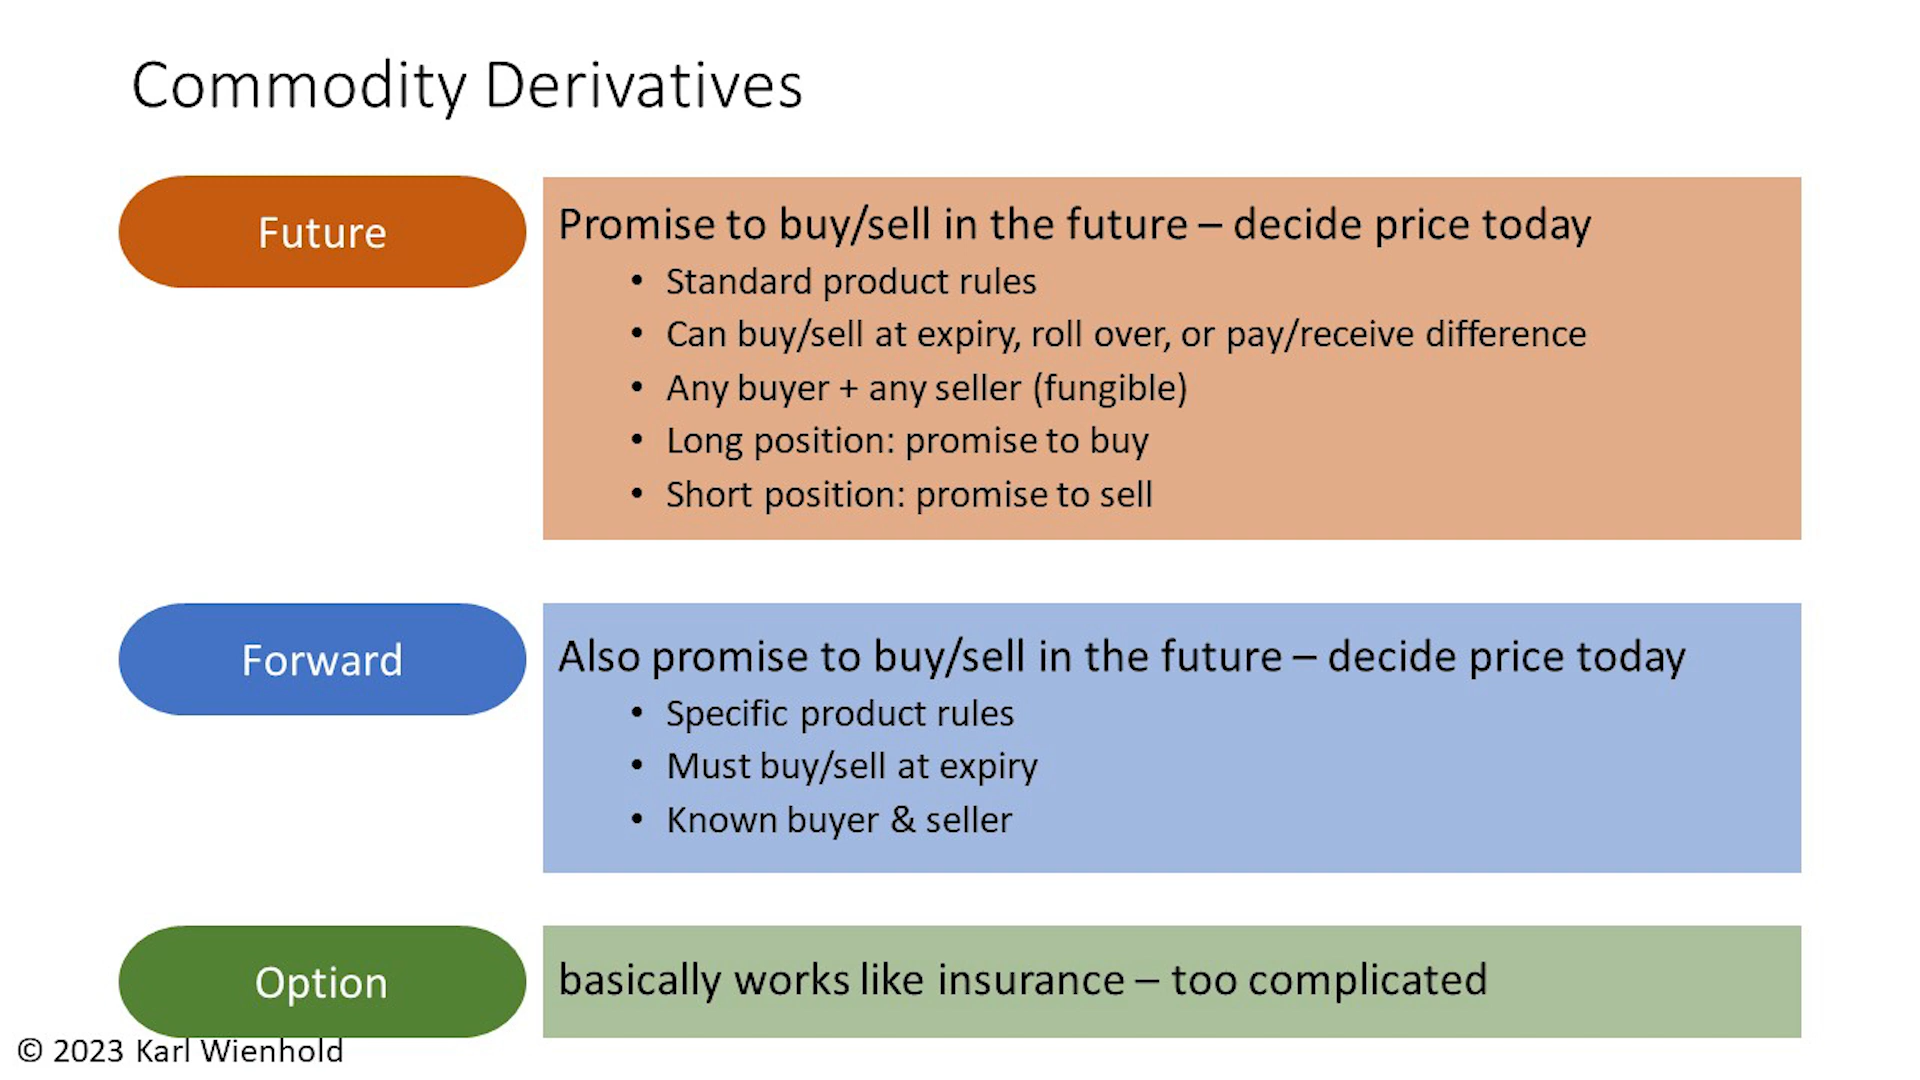 Commodity Derivatives
Future
Promise to buy/sell in the future – decide price today
• Standard product rules
• Can buy/sell at expiry, roll over, or pay/receive difference
• Any buyer + any seller (fungible)
• Long position: promise to buy
• Short position: promise to sell
Forward
Also promise to buy/sell in the future – decide price today
• Specific product rules
• Must buy/sell at expiry
• Known buyer & seller
Option
basically works like insurance – too complicated
© 2023 Karl Wienhold